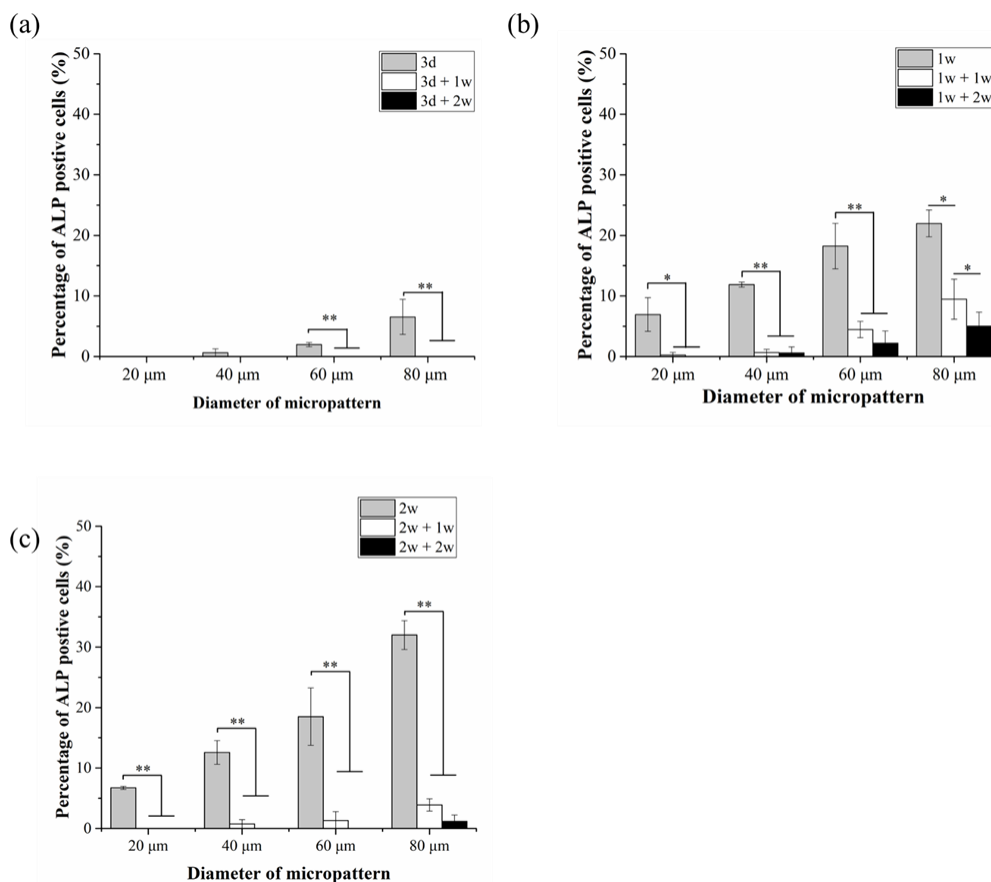 (a)
50
40
30
20
10
0
Percentage of ALP postive cells (%)
3d
3d + 1w
3d + 2w
**
**
20 μm 40 μm 60 μm 80 μm
Diameter of micropattern
(b)
50
40
30
20
10
0
Percentage of ALP positive cells (%)
1w
1w + 1w
1w + 2w
*
**
**
*
*
20 μm 40 μm 60 μm 80 μm
Diameter of micropattern
(c)
50
40
30
20
10
0
Percentage of ALP postive cells (%)
2w
2w + 1w
2w + 2w
**
**
**
**
20 μm 40 μm 60 μm 80 μm
Diameter of micropattern